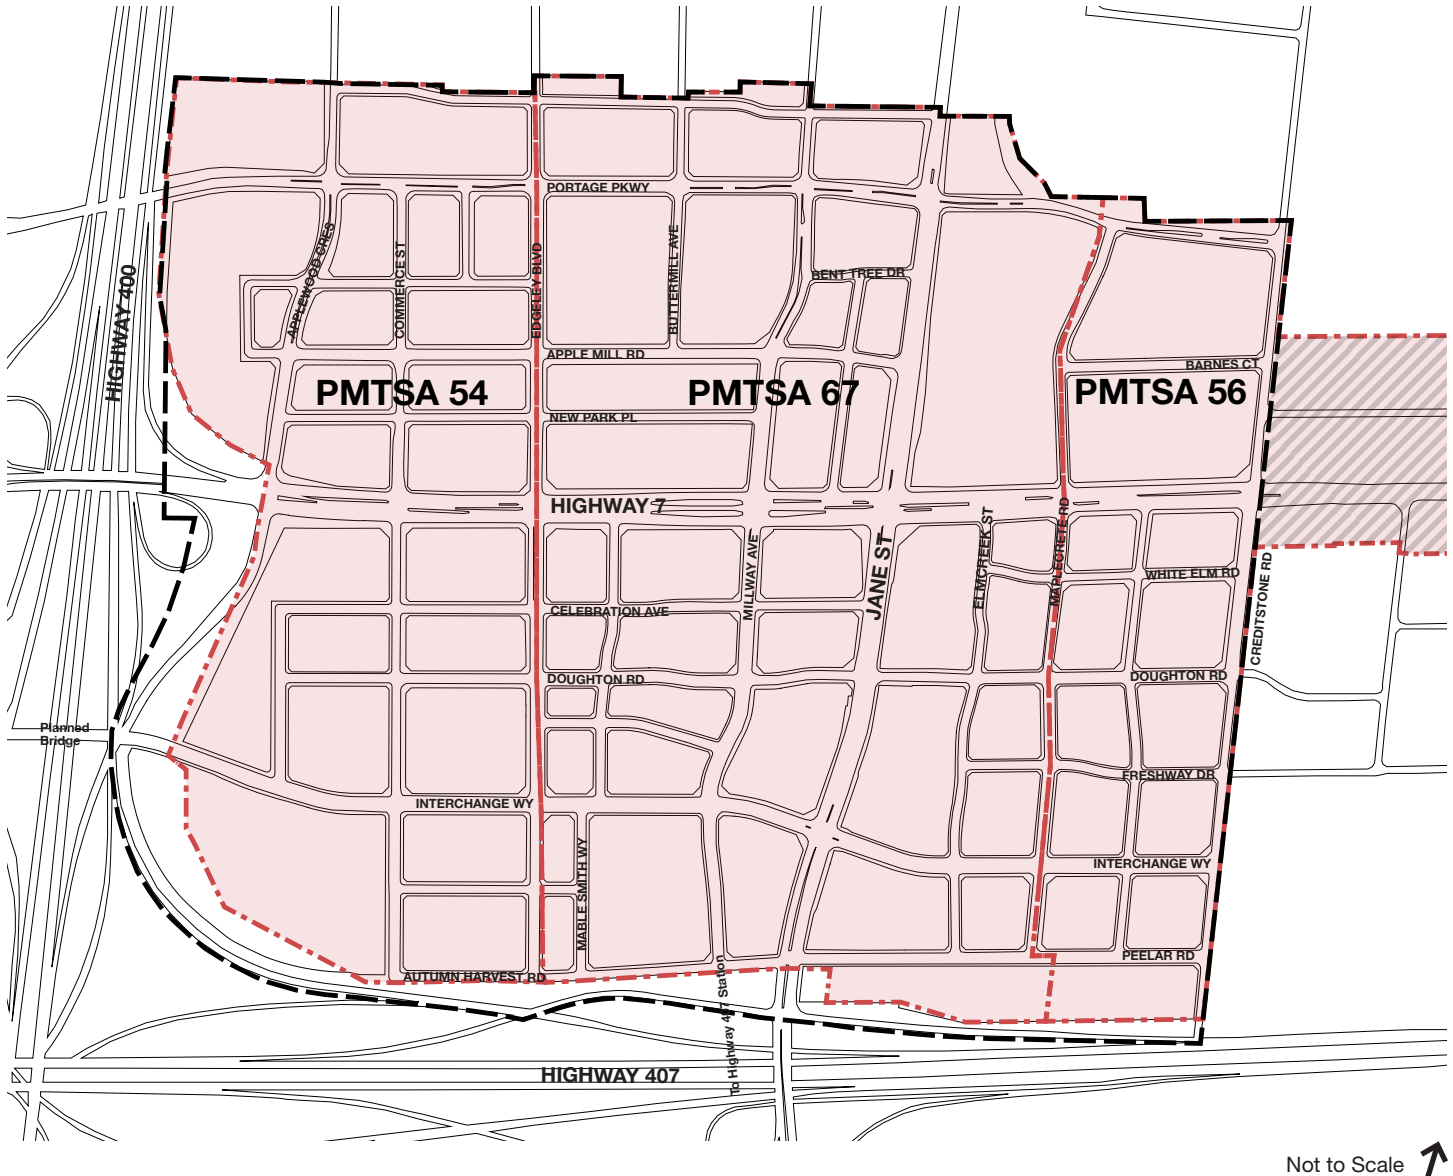 PORTAGE PKWY
APPLEWOOD CRES
COMMERCE ST
EDGELEY BLVD
BUTTERMILL AVE
BENT TREE DR
HIGHWAY 400
APPLE MILL RD
BARNES CT
PMTSA 54
PMTSA 67
PMTSA 56
NEW PARK PL
HIGHWAY 7
MILLWAY AVE
JANE ST
ELMCREEK ST
MAPLECRETE RD
WHITE ELM RD
CREDITSTONE RD
CELEBRATION AVE
DOUGHTON RD
DOUGHTON RD
Planned
Bridge
FRESHWAY DR
INTERCHANGE WY
MABLE SMITH WY
INTERCHANGE WY
PEELAR RD
AUTUMN HARVEST RD
To Highway 407 Station
HIGHWAY 407
Not to Scale